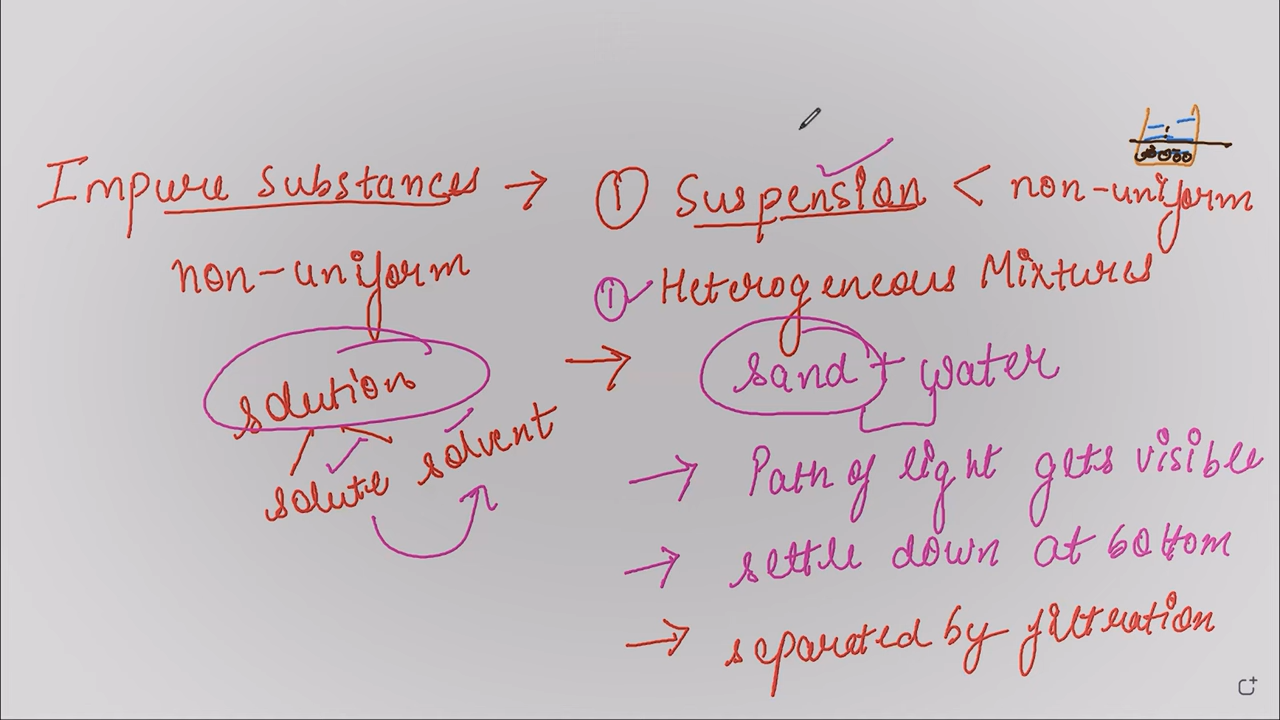 Impure substances → ① Suspension < non-uniform
non-uniform
① Heterogeneous Mixtures
solution
→ sand + water
solute solvent
→ Path of light gets visible
→ settle down at bottom
→ separated by filtration